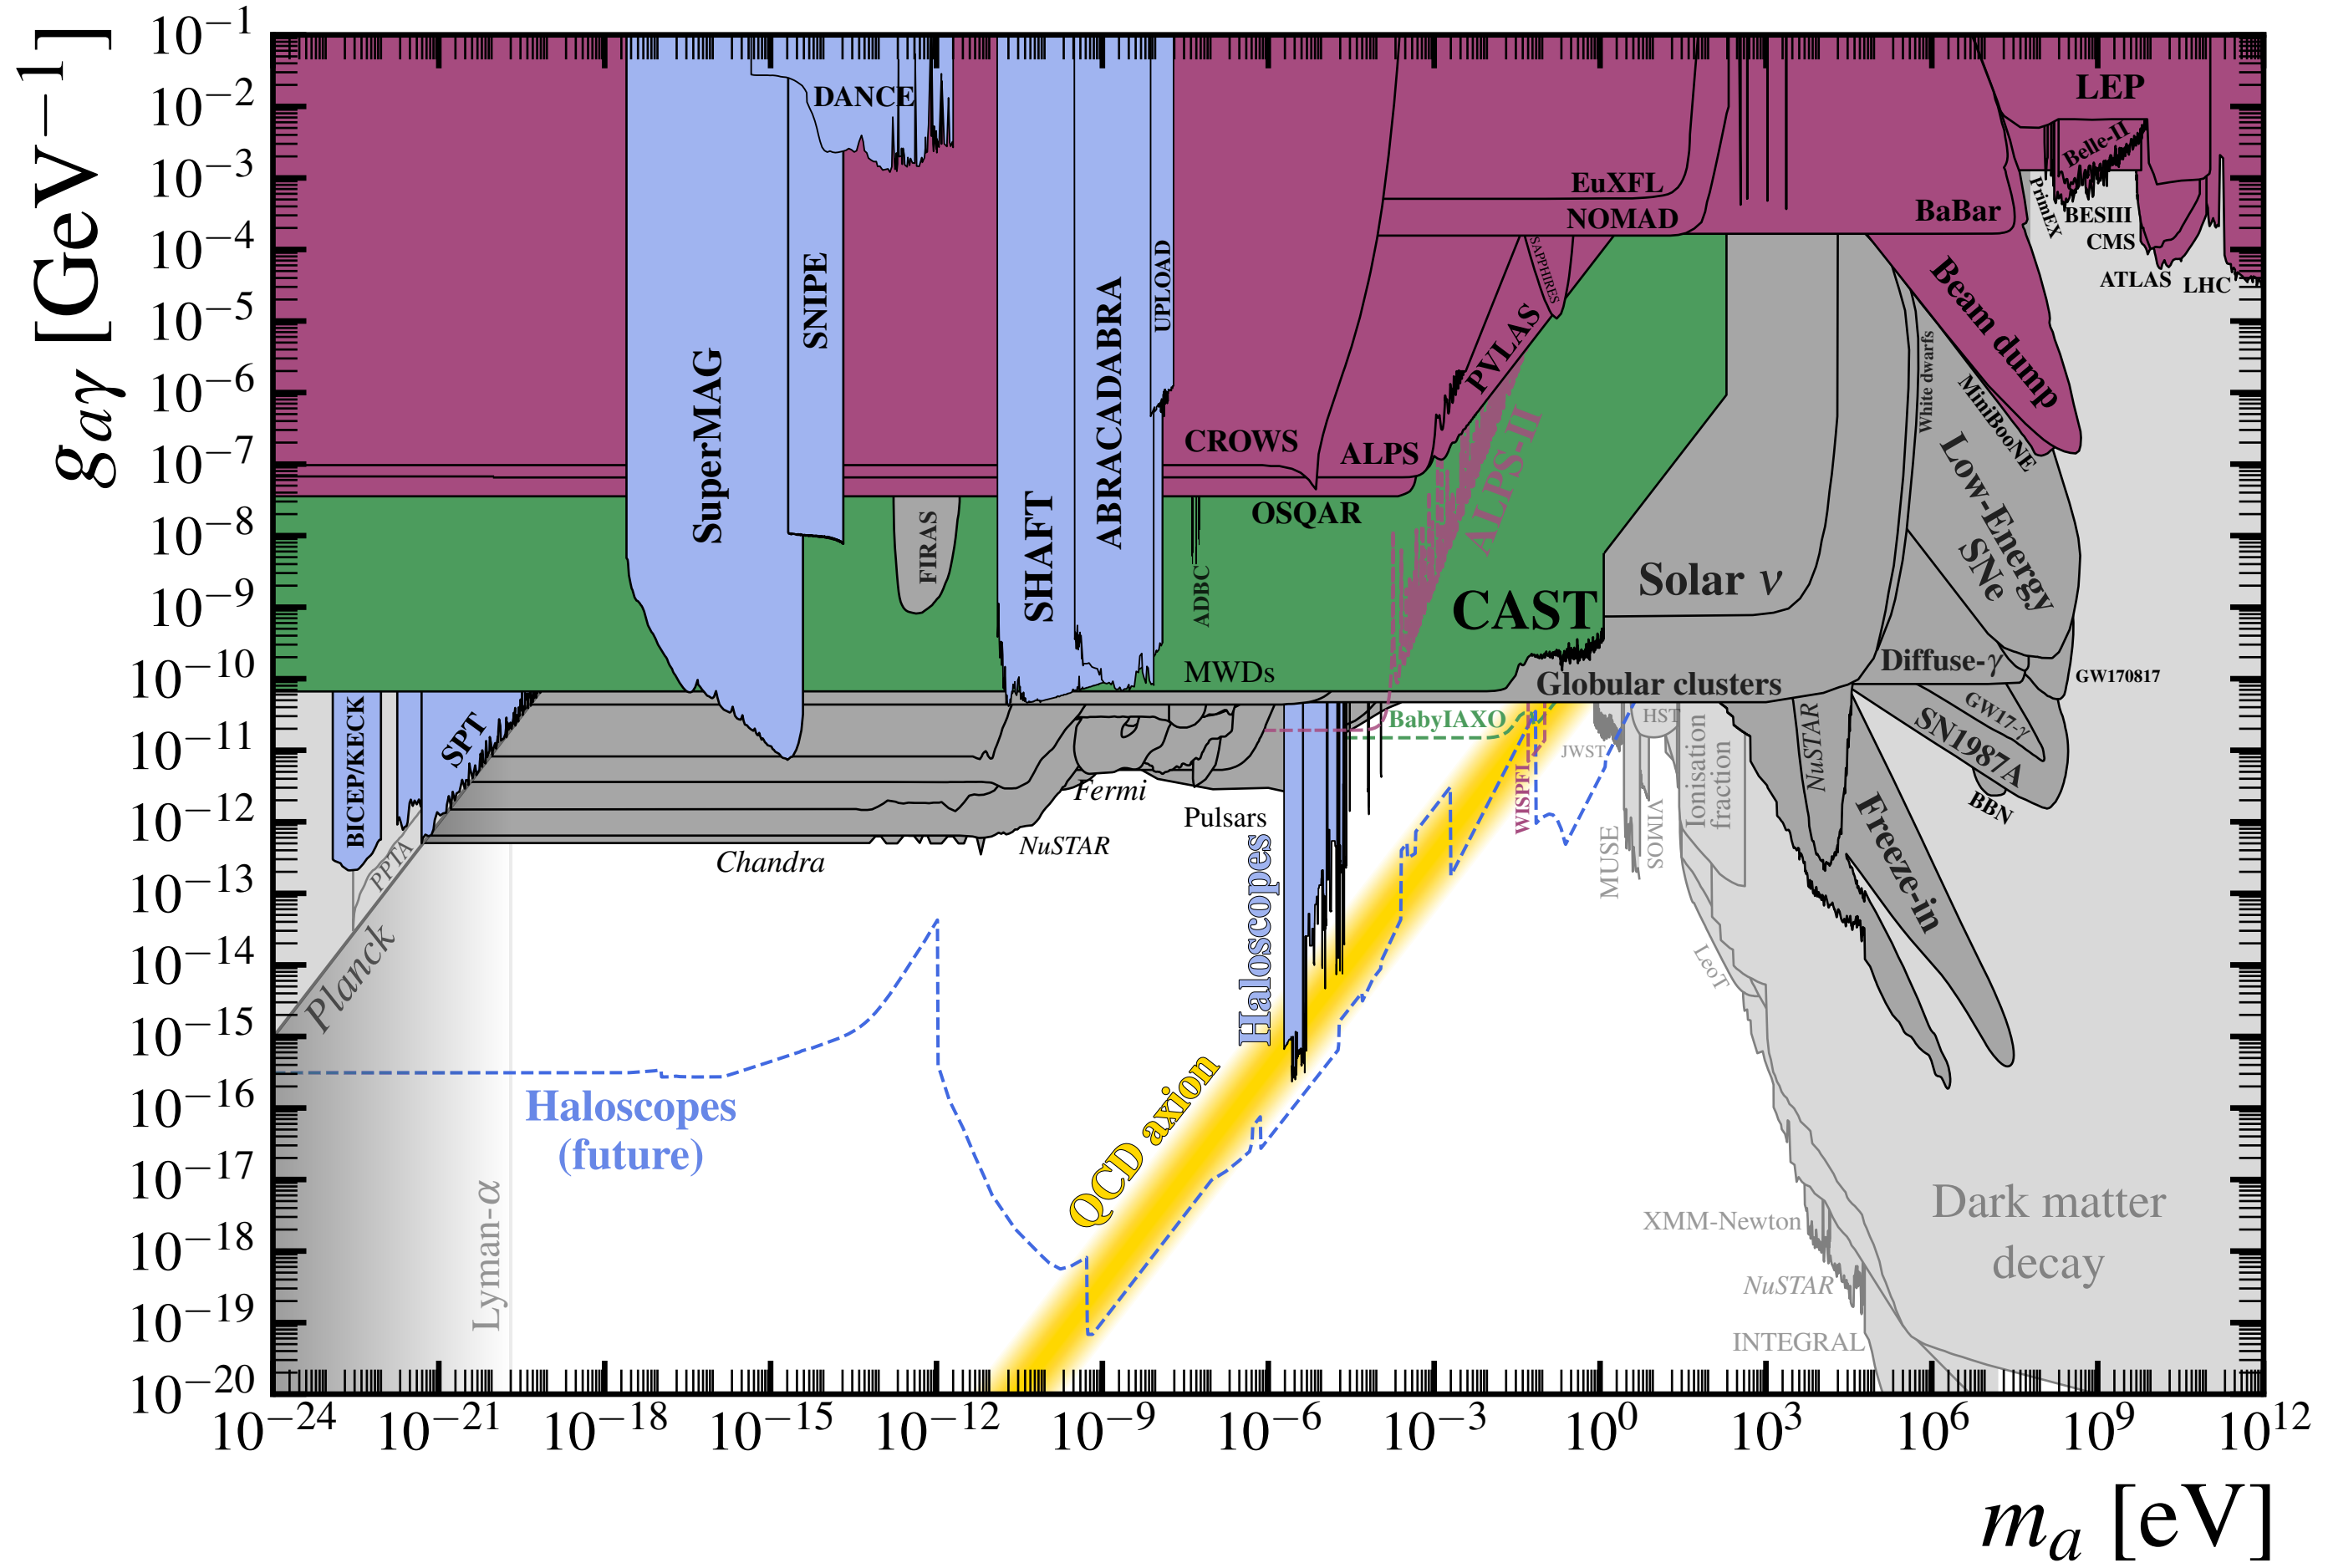 g_{aγ} [GeV^{−1}]
10^{−1}
10^{−2}
10^{−3}
10^{−4}
10^{−5}
10^{−6}
10^{−7}
10^{−8}
10^{−9}
10^{−10}
10^{−11}
10^{−12}
10^{−13}
10^{−14}
10^{−15}
10^{−16}
10^{−17}
10^{−18}
10^{−19}
10^{−20}
DANCE
LEP
Belle-II
EuXFL
NOMAD
BaBar
PrimEX
BESIII
CMS
ATLAS
LHC
SNIPE
UPLOAD
SAPPHIRES
Beam dump
SuperMAG
ABRACADABRA
PVLAS
White dwarfs
MiniBooNE
CROWS
ALPS
ALPS-II
Low-Energy
SNe
FIRAS
SHAFT
OSQAR
ADBC
CAST
Solar ν
MWDs
Globular clusters
Diffuse-γ
GW170817
BICEP/KECK
SPT
BabyIAXO
HST
JWST
Ionisation
fraction
NuSTAR
GW17-γ
SN1987A
BBN
Fermi
Pulsars
WISPFI
MUSE
VIMOS
Freeze-in
PPTA
Chandra
NuSTAR
Haloscopes
Planck
LeoT
QCD axion
Haloscopes
(future)
Lyman-α
XMM-Newton
NuSTAR
INTEGRAL
Dark matter
decay
10^{−24}
10^{−21}
10^{−18}
10^{−15}
10^{−12}
10^{−9}
10^{−6}
10^{−3}
10^{0}
10^{3}
10^{6}
10^{9}
10^{12}
m_a [eV]